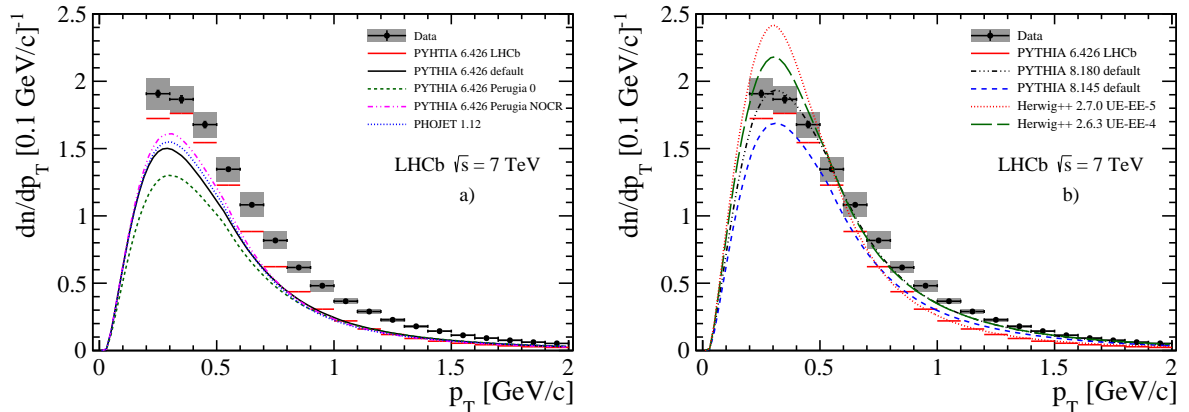 dn/dp_T [0.1 GeV/c]^-1
2.5
2
1.5
1
0.5
0
Data
PYHTIA 6.426 LHCb
PYTHIA 6.426 default
PYTHIA 6.426 Perugia 0
PYTHIA 6.426 Perugia NOCR
PHOJET 1.12
LHCb √s = 7 TeV
a)
0 0.5 1 1.5 2
p_T [GeV/c]
dn/dp_T [0.1 GeV/c]^-1
2.5
2
1.5
1
0.5
0
Data
PYTHIA 6.426 LHCb
PYTHIA 8.180 default
PYTHIA 8.145 default
Herwig++ 2.7.0 UE-EE-5
Herwig++ 2.6.3 UE-EE-4
LHCb √s = 7 TeV
b)
0 0.5 1 1.5 2
p_T [GeV/c]